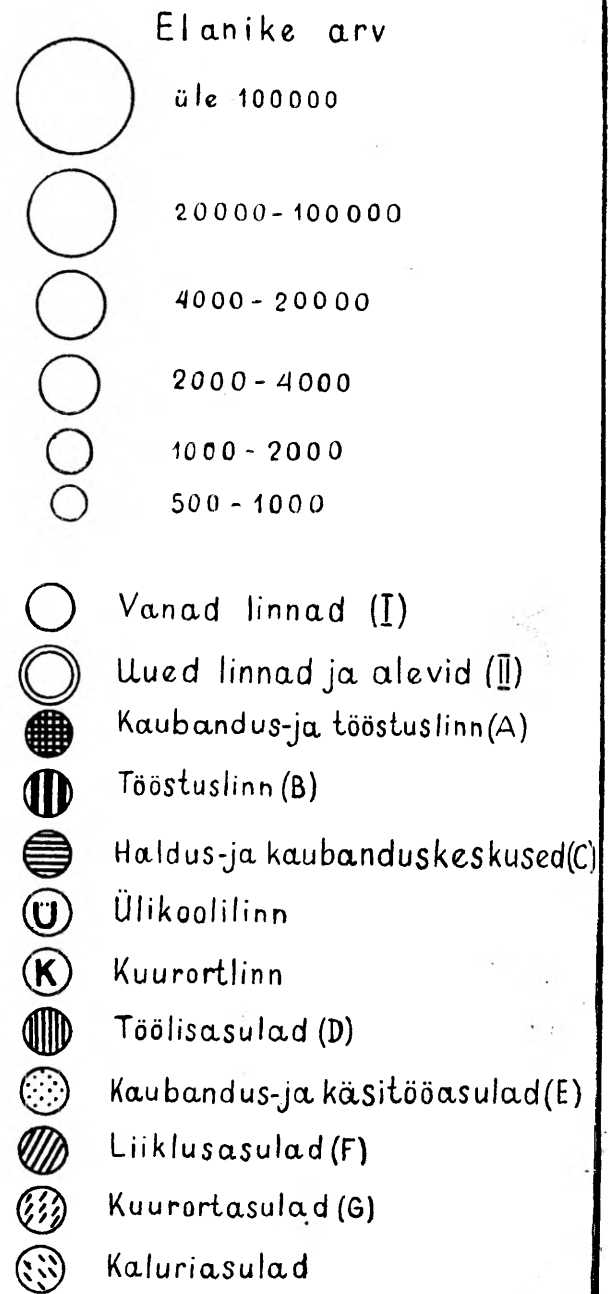 Elanike arv
üle 100000
20000-100000
4000-20000
2000-4000
1000-2000
500-1000
Vanad linnad (I)
Uued linnad ja alevid (II)
Kaubandus-ja tööstuslinn(A)
Tööstuslinn (B)
Haldus-ja kaubanduskeskused(C)
Ü Ülikoolilinn
K Kuurortlinn
Töölisasulad (D)
Kaubandus-ja käsitööasulad(E)
Liiklusasulad (F)
Kuurortasulad (G)
Kaluriasulad